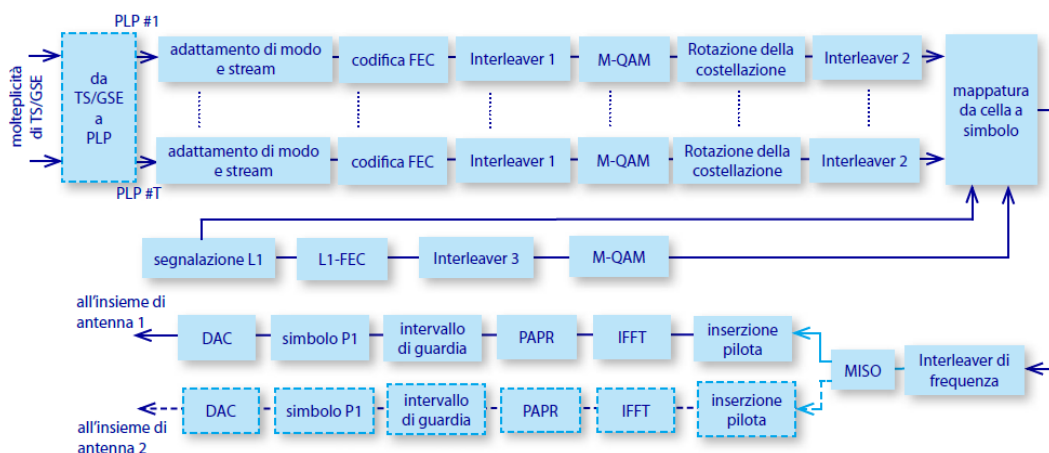 PLP #1
molteplicità
di TS/GSE
da
TS/GSE
a
PLP
adattamento di modo
e stream
codifica FEC
Interleaver 1
M-QAM
Rotazione della
costellazione
Interleaver 2
mappatura
da cella a
simbolo
adattamento di modo
e stream
codifica FEC
Interleaver 1
M-QAM
Rotazione della
costellazione
Interleaver 2
PLP #T
segnalazione L1
L1-FEC
Interleaver 3
M-QAM
all'insieme di
antenna 1
DAC
simbolo P1
intervallo
di guardia
PAPR
IFFT
inserzione
pilota
MISO
Interleaver di
frequenza
DAC
simbolo P1
intervallo
di guardia
PAPR
IFFT
inserzione
pilota
all'insieme di
antenna 2